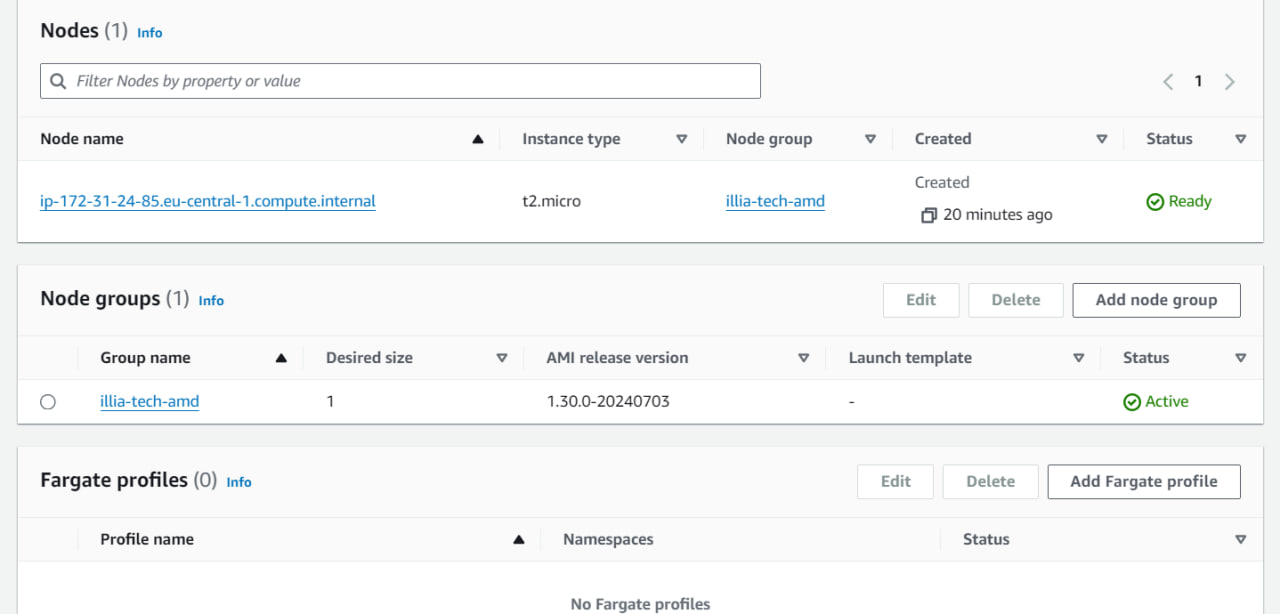 Nodes (1) Info
Filter Nodes by property or value
1
Node name Instance type Node group Created Status
Created
ip-172-31-24-85.eu-central-1.compute.internal t2.micro illia-tech-amd 20 minutes ago Ready
Node groups (1) Info Edit Delete Add node group
Group name Desired size AMI release version Launch template Status
illia-tech-amd 1 1.30.0-20240703 - Active
Fargate profiles (0) Info Edit Delete Add Fargate profile
Profile name Namespaces Status
No Fargate profiles